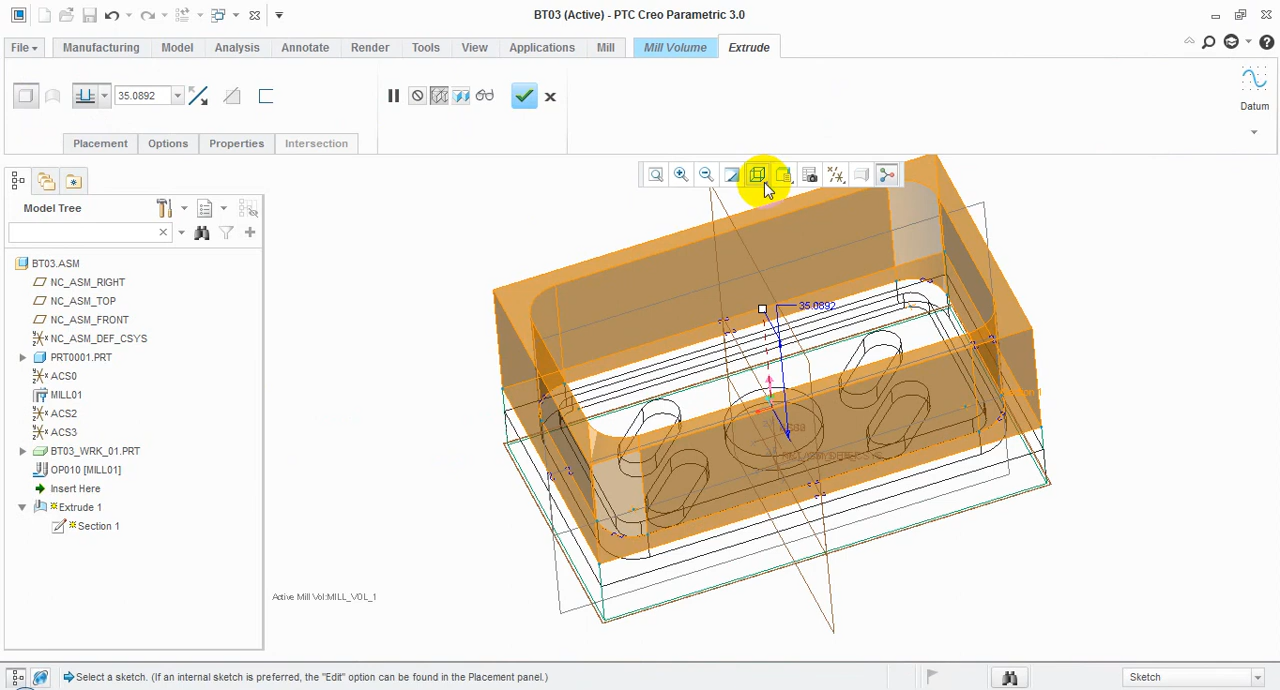 BT03 (Active) - PTC Creo Parametric 3.0
File
Manufacturing
Model
Analysis
Annotate
Render
Tools
View
Applications
Mill
Mill Volume
Extrude
35.0892
Datum
Placement
Options
Properties
Intersection
Model Tree
BT03.ASM
NC_ASM_RIGHT
NC_ASM_TOP
NC_ASM_FRONT
NC_ASM_DEF_CSYS
PRT0001.PRT
ACS0
MILL01
ACS2
ACS3
BT03_WRK_01.PRT
OP010 [MILL01]
Insert Here
Extrude 1
Section 1
35.0892
Active Mill Vol:MILL_VOL_1
Select a sketch. (If an internal sketch is preferred, the "Edit" option can be found in the Placement panel.)
Sketch